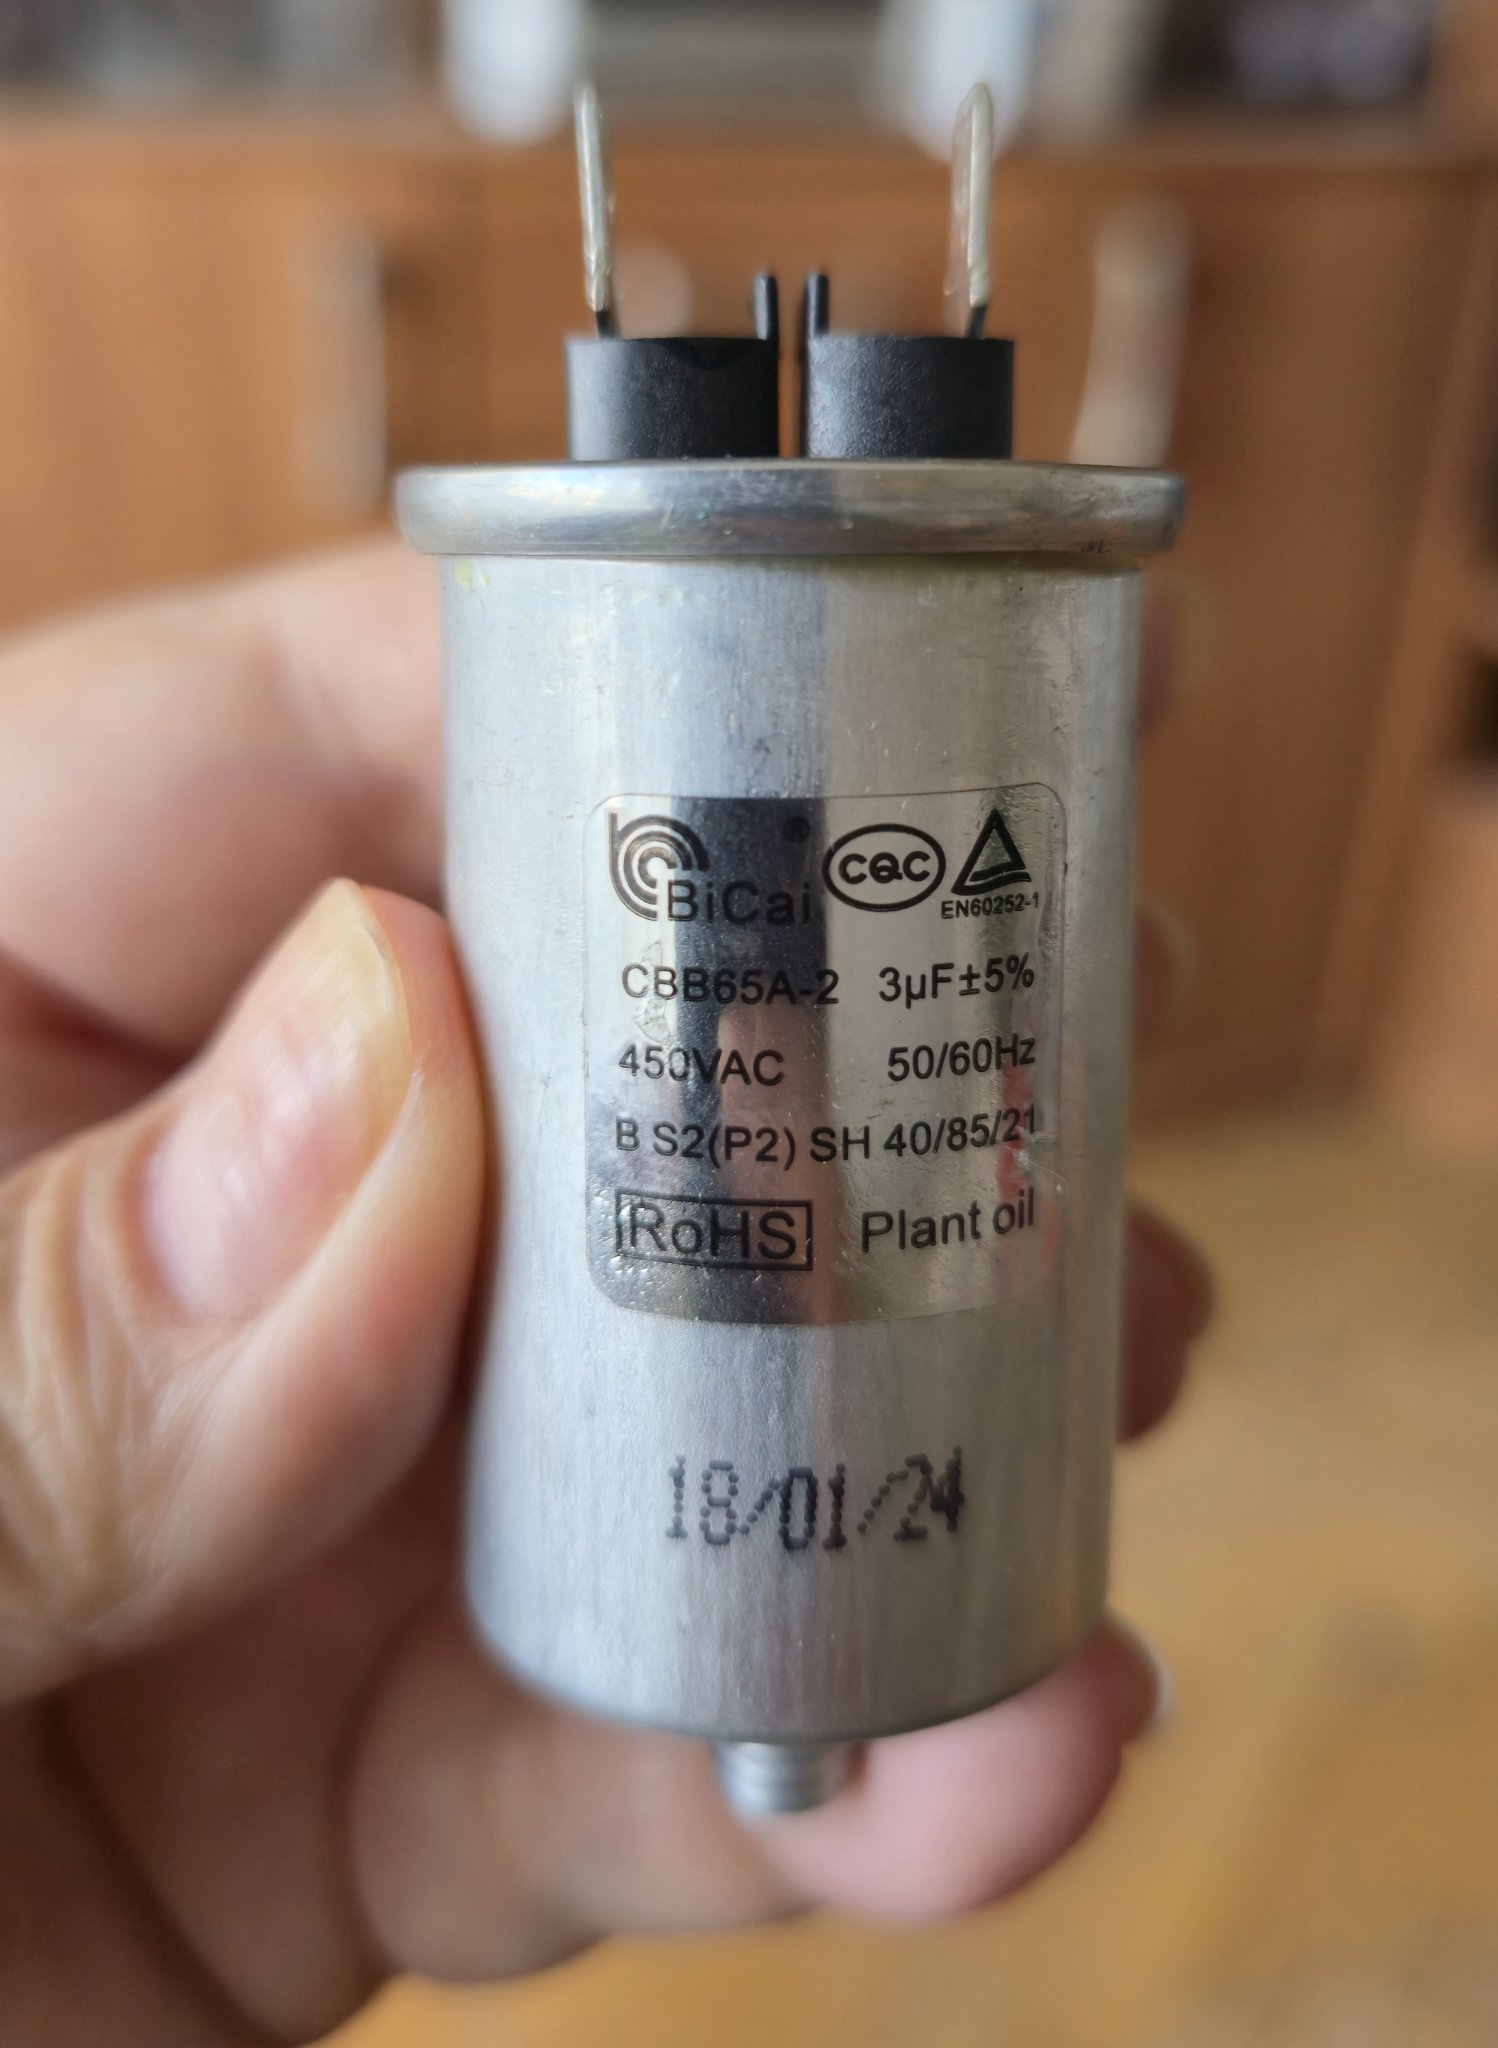 BiCai ® CQC
EN60252-1
CBB65A-2 3µF±5%
450VAC 50/60Hz
B S2(P2) SH 40/85/21
RoHS Plant oil
18/01/24